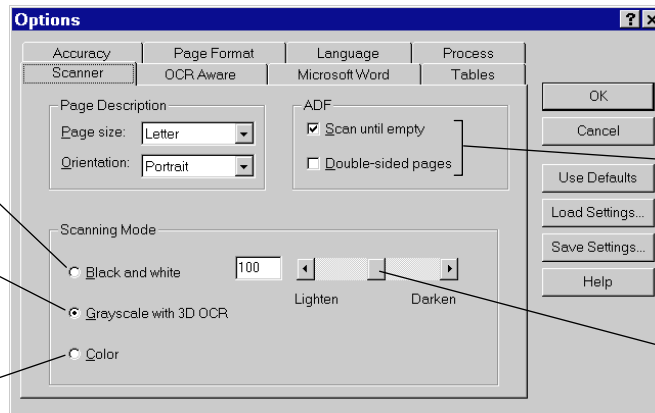 Options
Accuracy Page Format Language Process
Scanner OCR Aware Microsoft Word Tables
Page Description
Page size: Letter
Orientation: Portrait
ADF
Scan until empty
Double-sided pages
Scanning Mode
Black and white 100
Lighten Darken
Grayscale with 3D OCR
Color
OK
Cancel
Use Defaults
Load Settings...
Save Settings...
Help